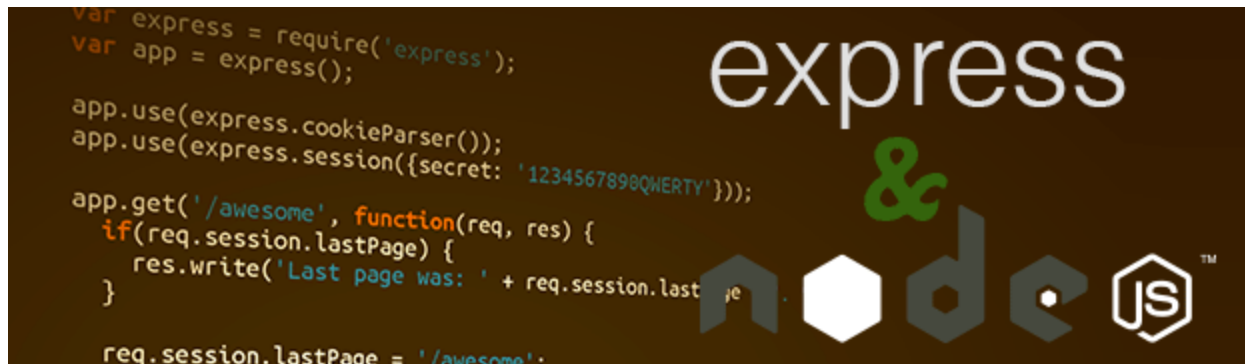 var express = require('express');
var app = express();
app.use(express.cookieParser());
app.use(express.session({secret: '1234567890QWERTY'}));
app.get('/awesome', function(req, res) {
if(req.session.lastPage) {
res.write('Last page was: ' + req.session.last
}
req.session.lastPage = '/awesome';
express
&
node
JS
TM